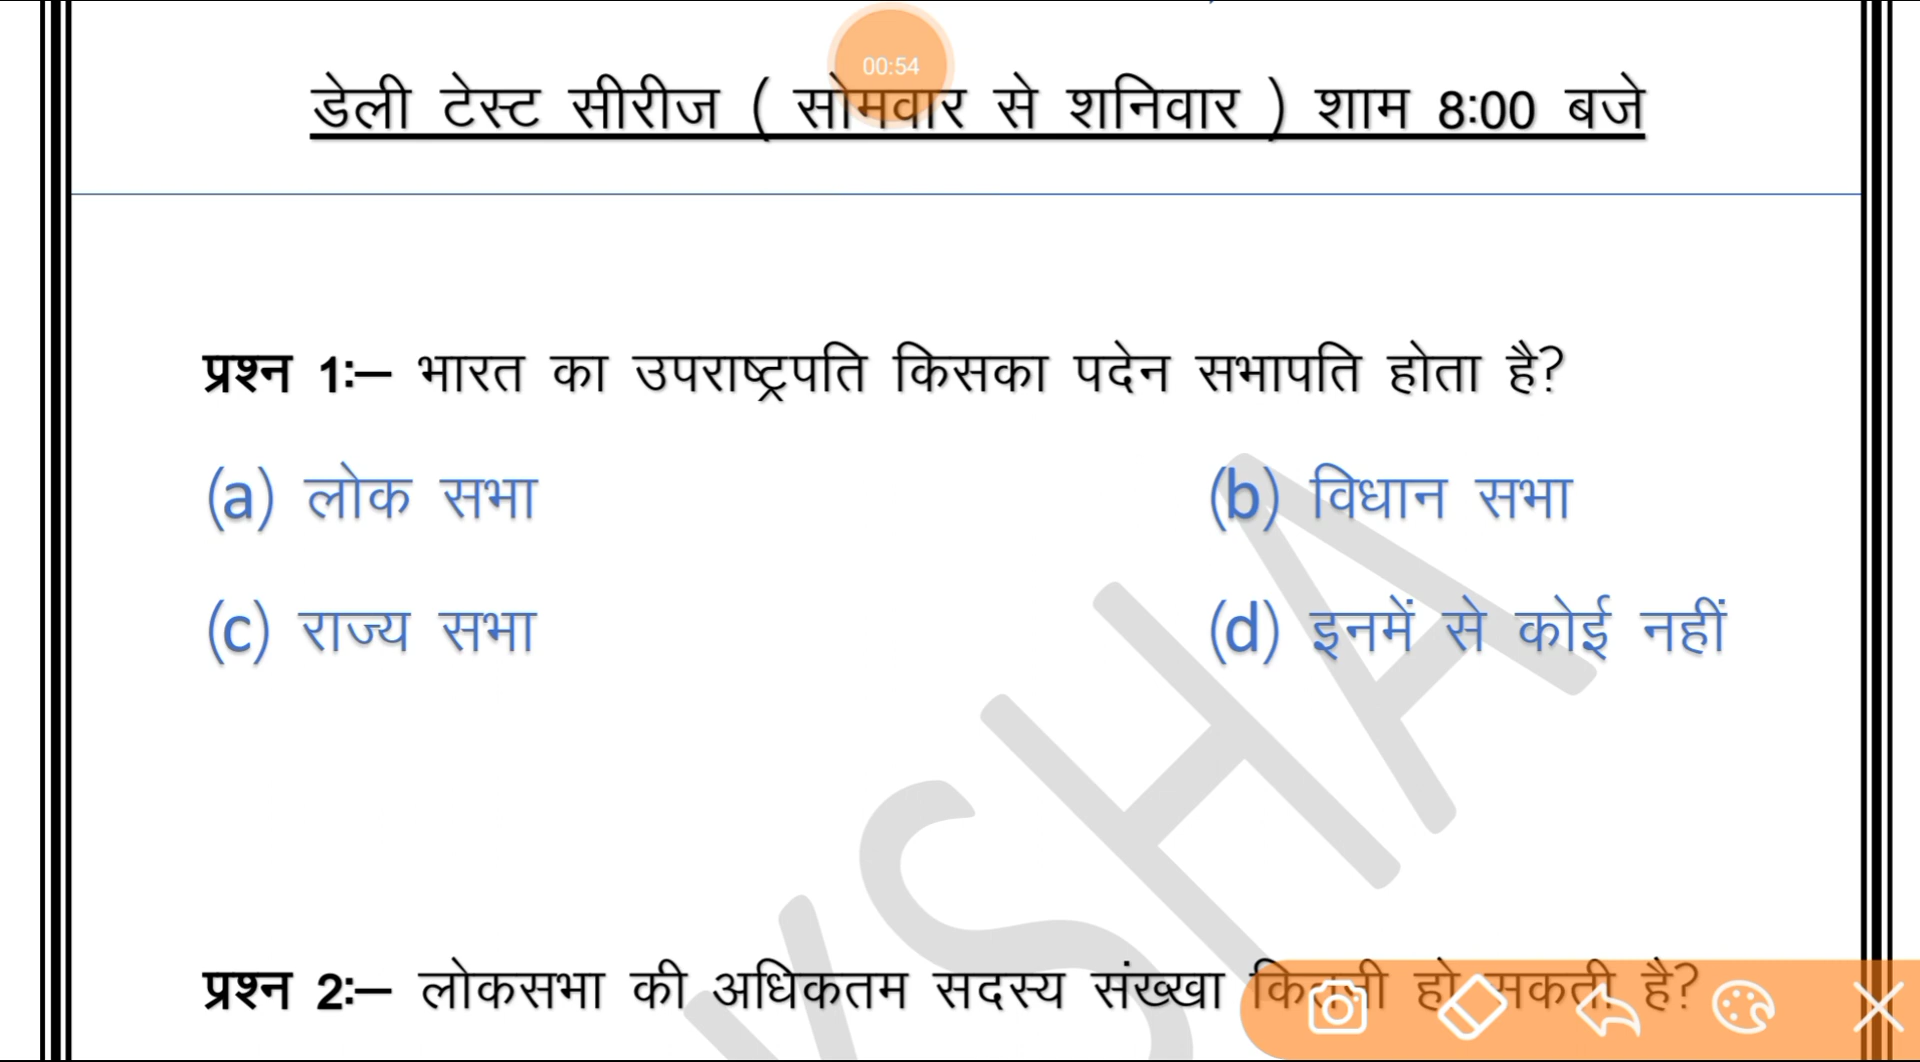 00:54
डेली टेस्ट सीरीज ( सोमवार से शनिवार ) शाम 8:00 बजे
प्रश्न 1:– भारत का उपराष्ट्रपति किसका पदेन सभापति होता है?
(a) लोक सभा (b) विधान सभा
(c) राज्य सभा (d) इनमें से कोई नहीं
प्रश्न 2:– लोकसभा की अधिकतम सदस्य संख्खा कितनी हो सकती है?
KSHA